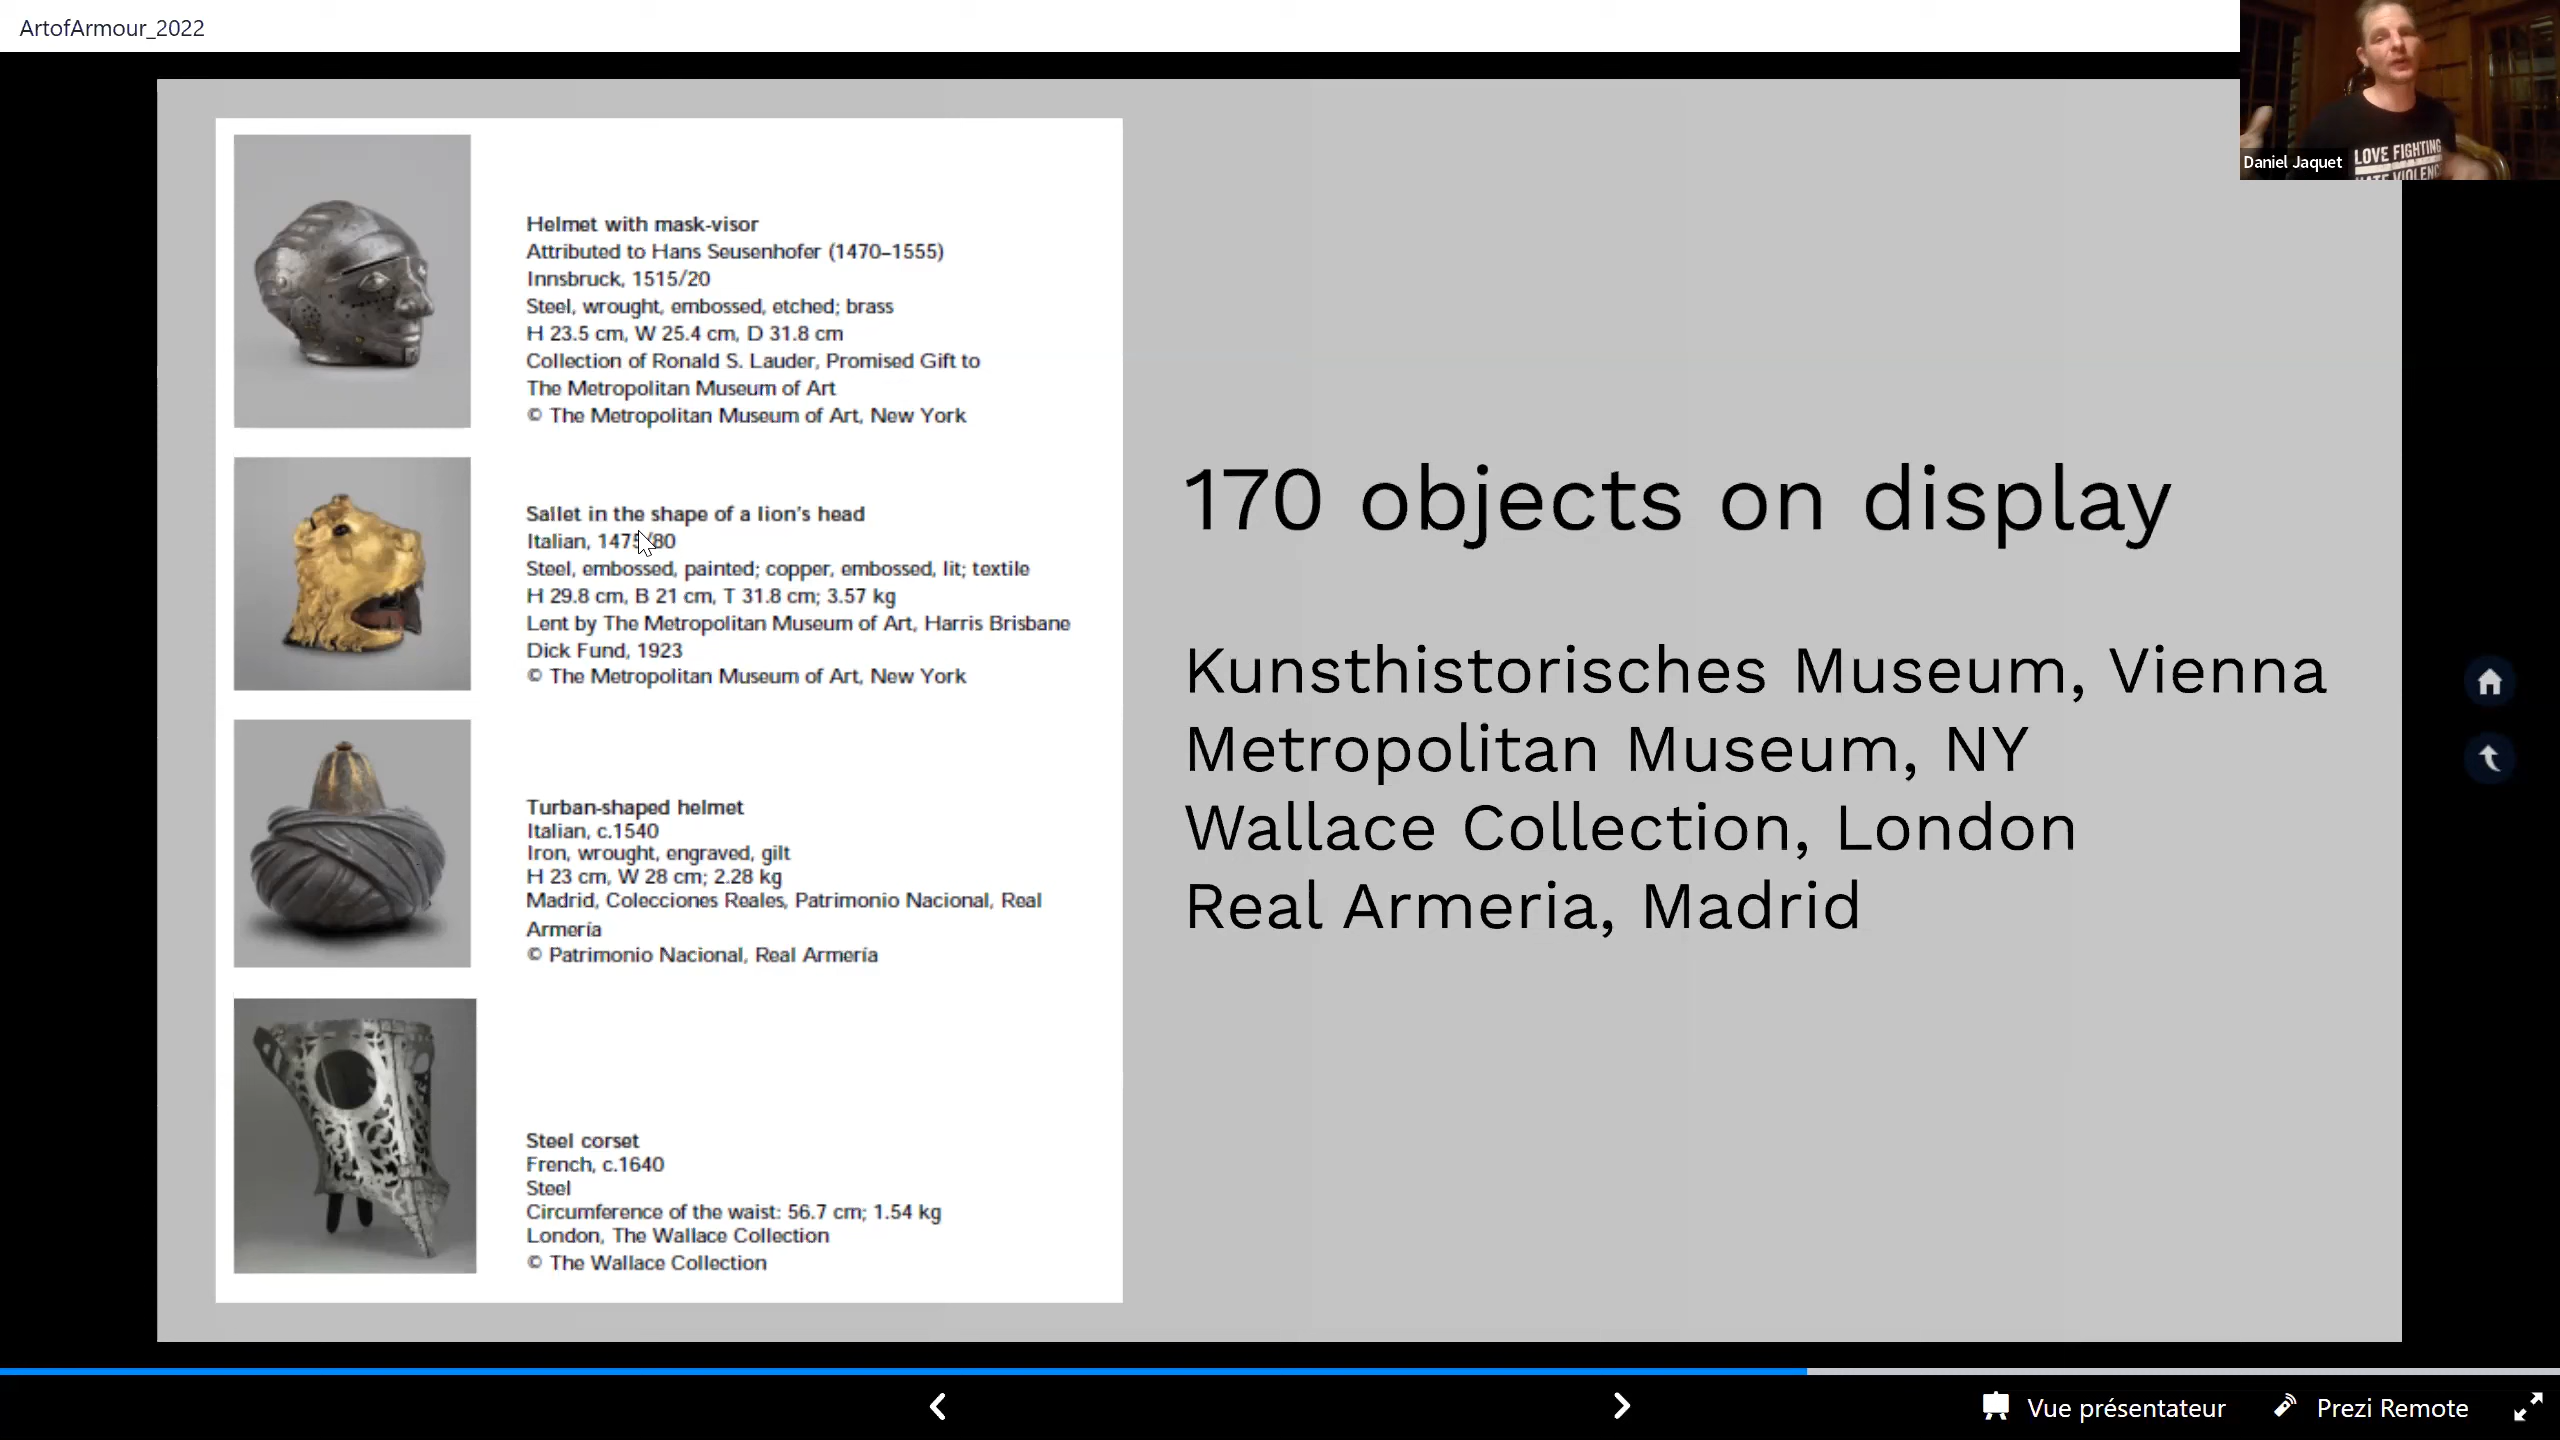 ArtofArmour_2022
Daniel Jaquet
LOVE FIGHTING
HATE VIOLENC
Helmet with mask-visor
Attributed to Hans Seusenhofer (1470–1555)
Innsbruck, 1515/20
Steel, wrought, embossed, etched; brass
H 23.5 cm, W 25.4 cm, D 31.8 cm
Collection of Ronald S. Lauder, Promised Gift to
The Metropolitan Museum of Art
© The Metropolitan Museum of Art, New York
Sallet in the shape of a lion's head
Italian, 1475/80
Steel, embossed, painted; copper, embossed, lit; textile
H 29.8 cm, B 21 cm, T 31.8 cm; 3.57 kg
Lent by The Metropolitan Museum of Art, Harris Brisbane
Dick Fund, 1923
© The Metropolitan Museum of Art, New York
Turban-shaped helmet
Italian, c.1540
Iron, wrought, engraved, gilt
H 23 cm, W 28 cm; 2.28 kg
Madrid, Colecciones Reales, Patrimonio Nacional, Real
Armería
© Patrimonio Nacional, Real Armería
Steel corset
French, c.1640
Steel
Circumference of the waist: 56.7 cm; 1.54 kg
London, The Wallace Collection
© The Wallace Collection
170 objects on display
Kunsthistorisches Museum, Vienna
Metropolitan Museum, NY
Wallace Collection, London
Real Armeria, Madrid
Vue présentateur
Prezi Remote